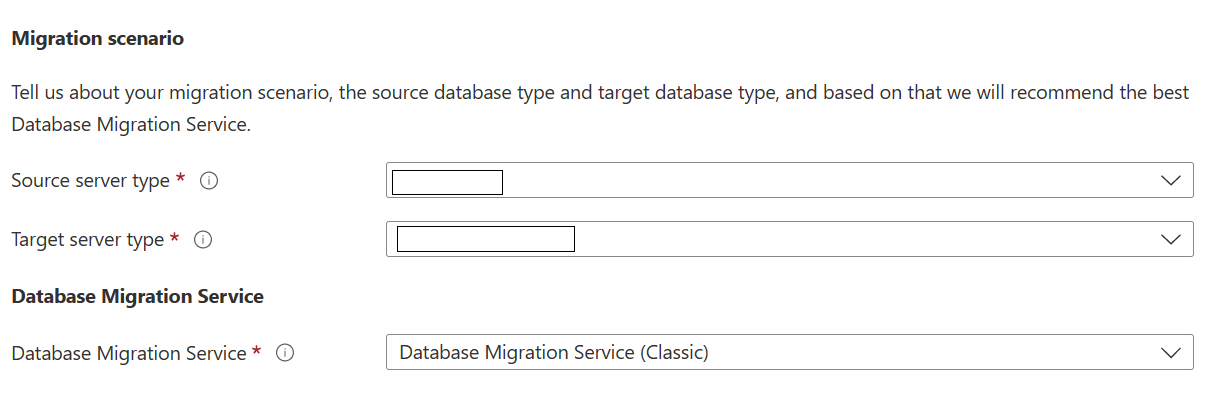 Migration scenario
Tell us about your migration scenario, the source database type and target database type, and based on that we will recommend the best
Database Migration Service.
Source server type *
Target server type *
Database Migration Service
Database Migration Service * Database Migration Service (Classic)